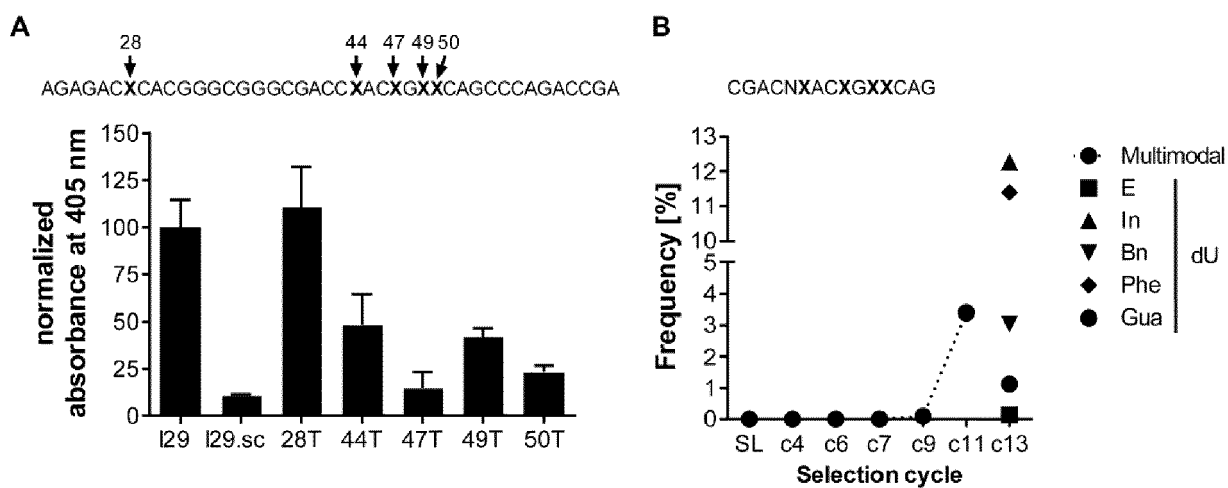 A
28 44 47 49 50
AGAGACXCACGGGCGGGCGACCXACXGXXCAGCCCAGACCGA
normalized
absorbance at 405 nm
150
125
100
75
50
25
0
I29 I29.sc 28T 44T 47T 49T 50T
B
CGACNXACXGXXCAG
Frequency [%]
13
12
11
10
5
4
3
2
1
0
SL c4 c6 c7 c9 c11 c13
Selection cycle
Multimodal
E
In
Bn
Phe
Gua
dU